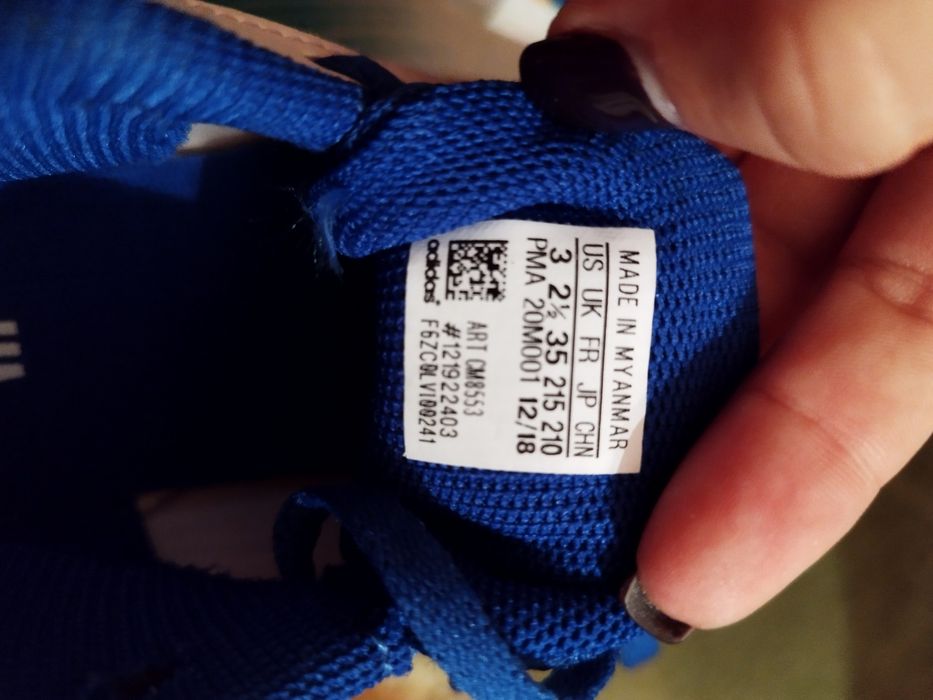 MADE IN MYANMAR
US UK FR JP CHN
3 2½ 35 215 210
PMA 20M001 12/18
ART CM8553
#121922403
F6ZC0LVI00241
adidas